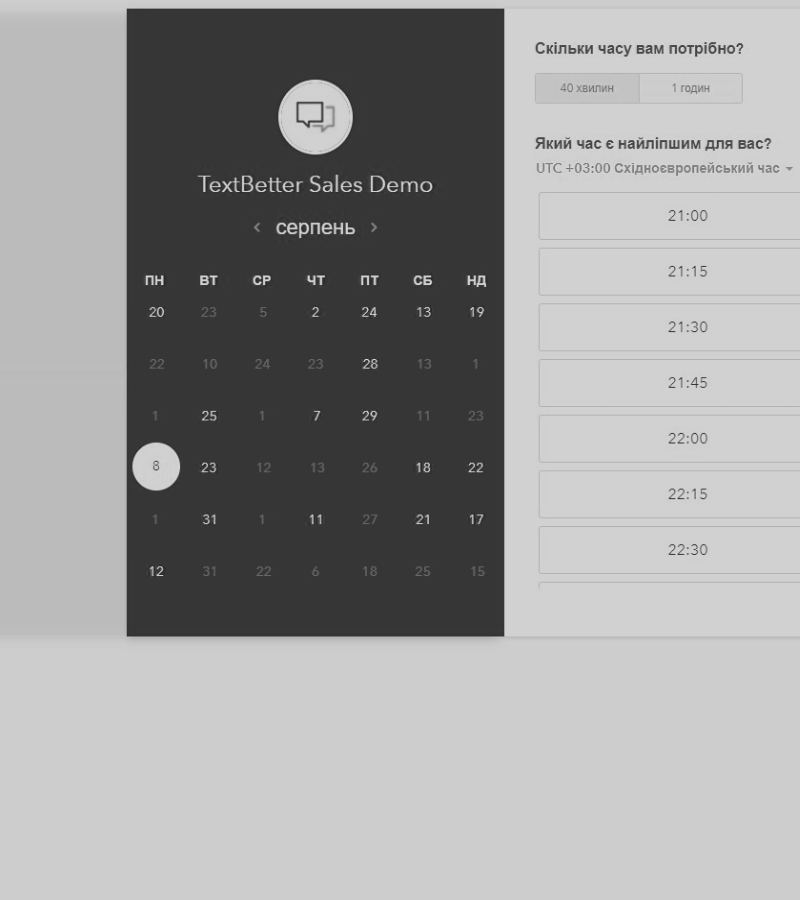 TextBetter Sales Demo
серпень
ПН ВТ СР ЧТ ПТ СБ НД
20 23 5 2 24 13 19
22 10 24 23 28 13 1
1 25 1 7 29 11 23
8 23 12 13 26 18 22
1 31 1 11 27 21 17
12 31 22 6 18 25 15
Скільки часу вам потрібно?
40 хвилин 1 годин
Який час є найліпшим для вас?
UTC +03:00 Східноєвропейський час
21:00
21:15
21:30
21:45
22:00
22:15
22:30